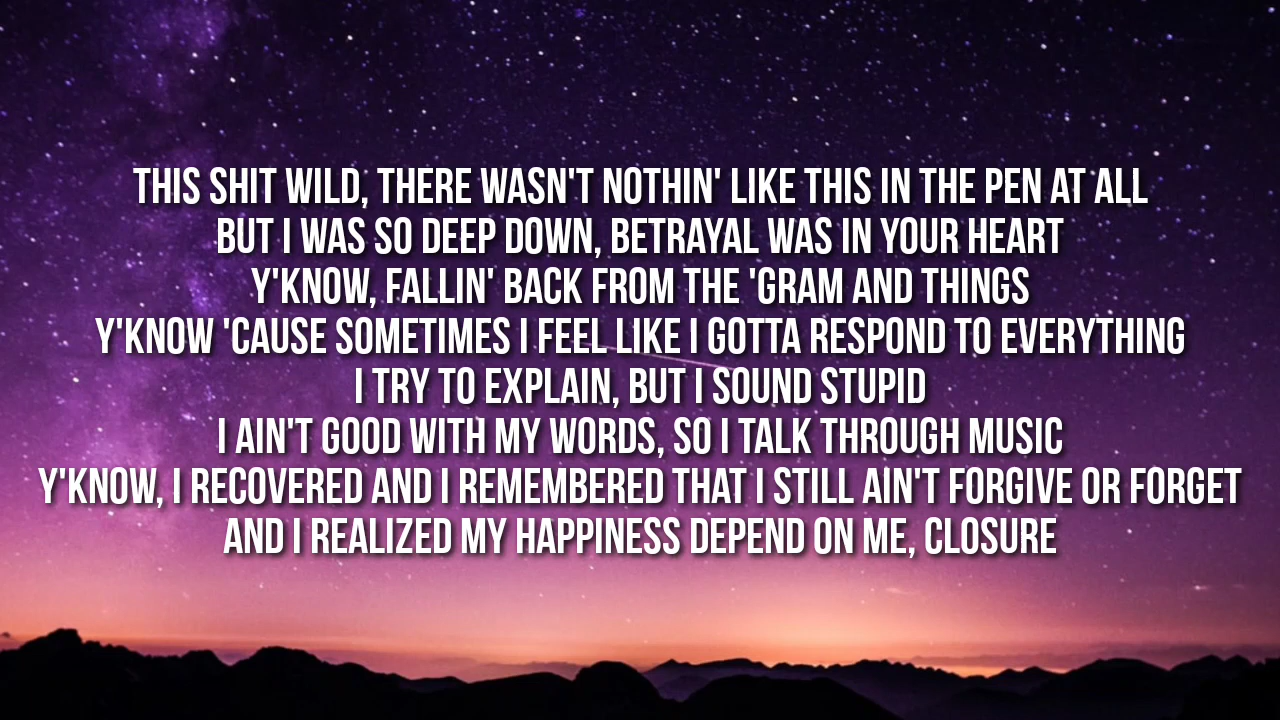 THIS SHIT WILD, THERE WASN'T NOTHIN' LIKE THIS IN THE PEN AT ALL
BUT I WAS SO DEEP DOWN, BETRAYAL WAS IN YOUR HEART
Y'KNOW, FALLIN' BACK FROM THE 'GRAM AND THINGS
Y'KNOW 'CAUSE SOMETIMES I FEEL LIKE I GOTTA RESPOND TO EVERYTHING
I TRY TO EXPLAIN, BUT I SOUND STUPID
I AIN'T GOOD WITH MY WORDS, SO I TALK THROUGH MUSIC
Y'KNOW, I RECOVERED AND I REMEMBERED THAT I STILL AIN'T FORGIVE OR FORGET
AND I REALIZED MY HAPPINESS DEPEND ON ME, CLOSURE